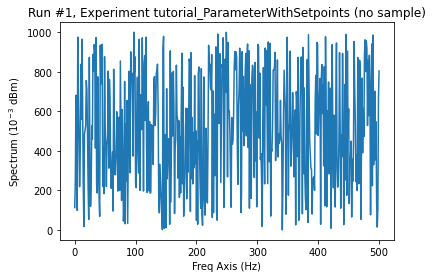 Run #1, Experiment tutorial_ParameterWithSetpoints (no sample)
1000
800
600
400
200
0
Spectrum (10⁻³ dBm)
0 100 200 300 400 500
Freq Axis (Hz)